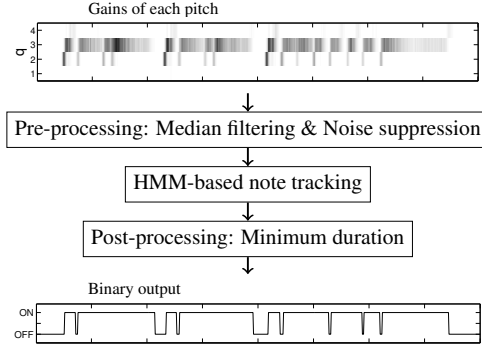 Gains of each pitch
4
3
q
2
1
Pre-processing: Median filtering & Noise suppression
HMM-based note tracking
Post-processing: Minimum duration
Binary output
ON
OFF